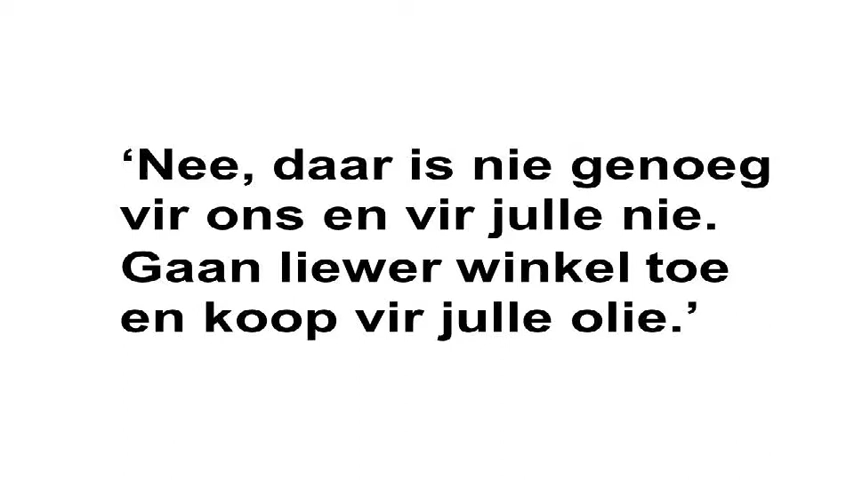 ‘Nee, daar is nie genoeg
vir ons en vir julle nie.
Gaan liewer winkel toe
en koop vir julle olie.’